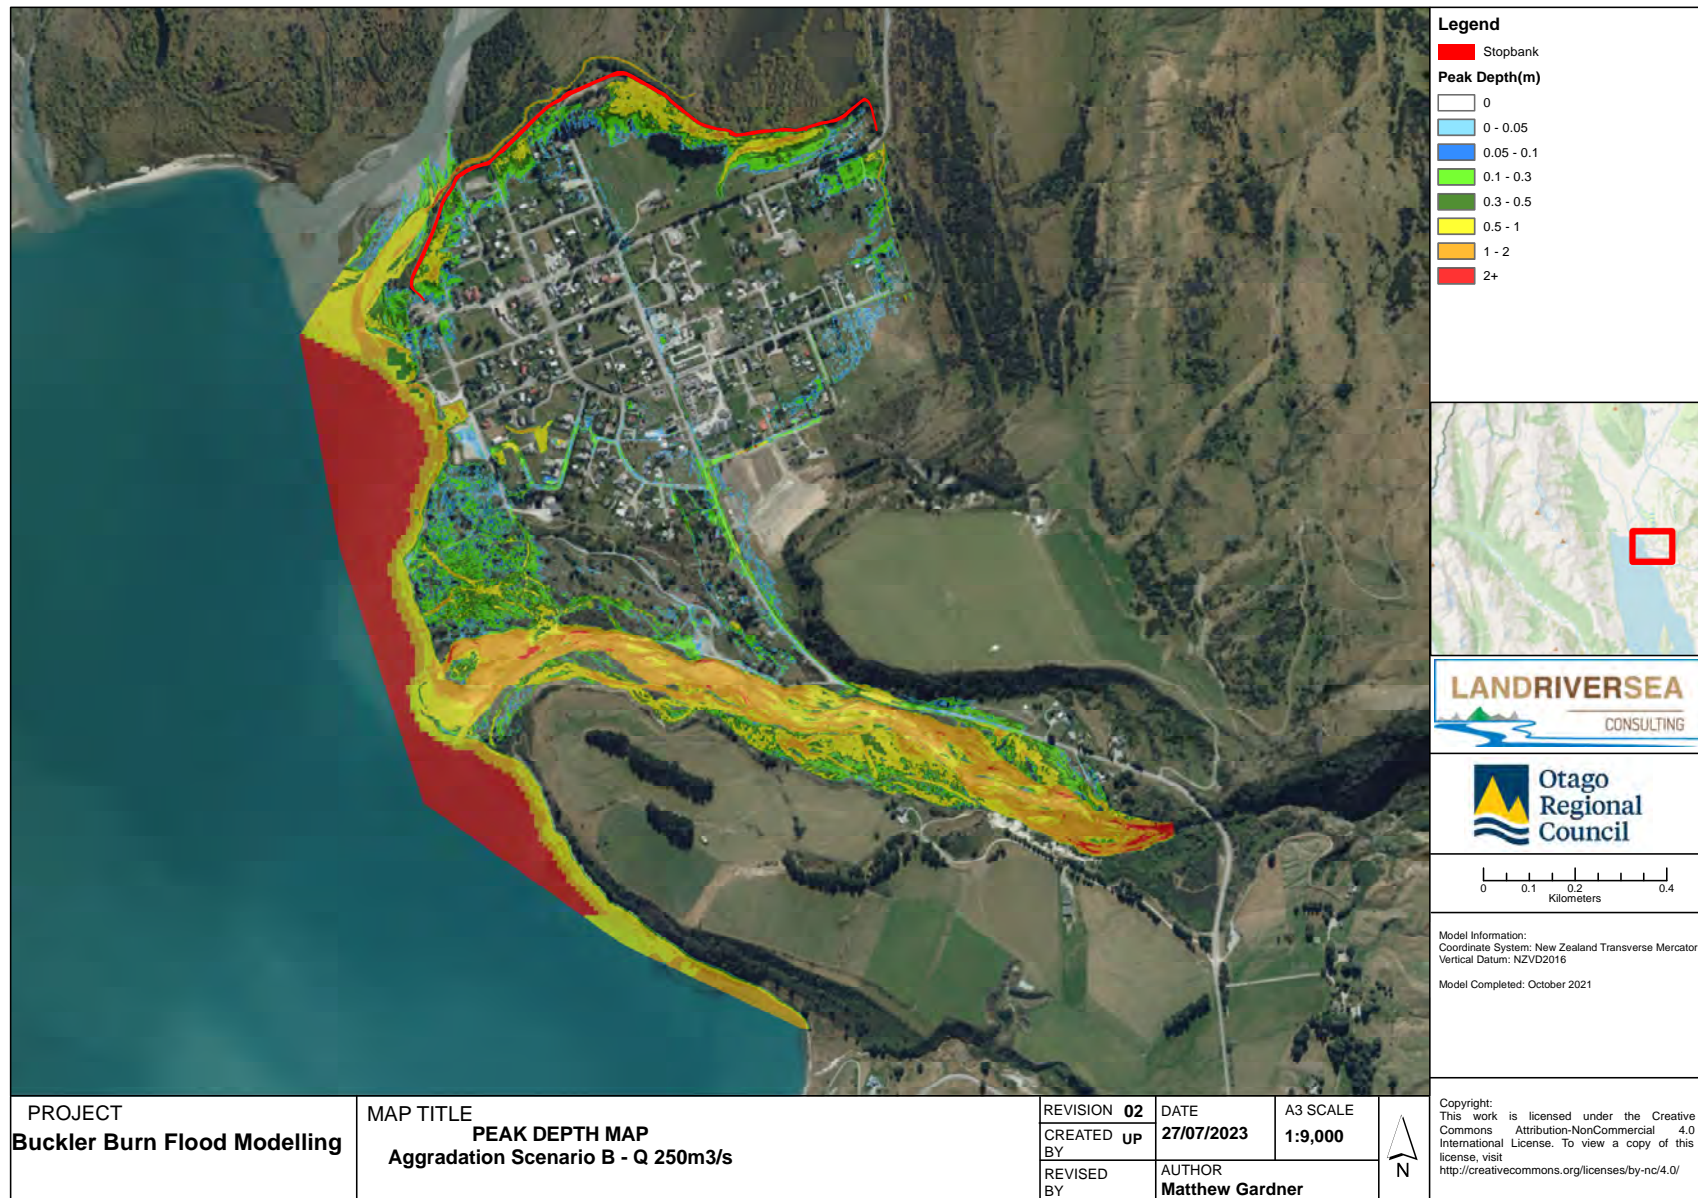 Legend
Stopbank
Peak Depth(m)
0
0 - 0.05
0.05 - 0.1
0.1 - 0.3
0.3 - 0.5
0.5 - 1
1 - 2
2+
LANDRIVERSEA
CONSULTING
Otago
Regional
Council
0 0.1 0.2 0.4
Kilometers
Model Information:
Coordinate System: New Zealand Transverse Mercator
Vertical Datum: NZVD2016
Model Completed: October 2021
Copyright:
This work is licensed under the Creative
Commons Attribution-NonCommercial 4.0
International License. To view a copy of this
license, visit
http://creativecommons.org/licenses/by-nc/4.0/
PROJECT
Buckler Burn Flood Modelling
MAP TITLE
PEAK DEPTH MAP
Aggradation Scenario B - Q 250m3/s
REVISION 02
CREATED UP
BY
REVISED
BY
DATE
27/07/2023
A3 SCALE
1:9,000
AUTHOR
Matthew Gardner
N